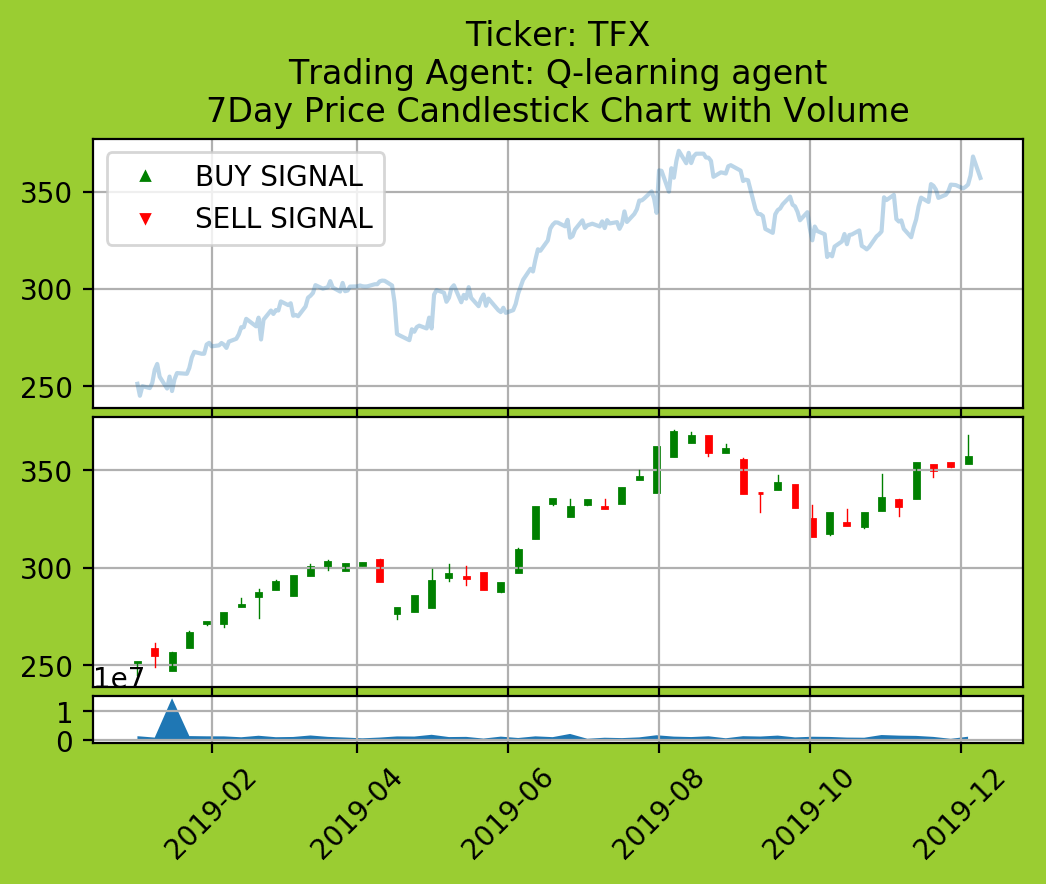 Ticker: TFX
Trading Agent: Q-learning agent
7Day Price Candlestick Chart with Volume
BUY SIGNAL
SELL SIGNAL
350
300
250
350
300
250
1e7
1
0
2019-02
2019-04
2019-06
2019-08
2019-10
2019-12